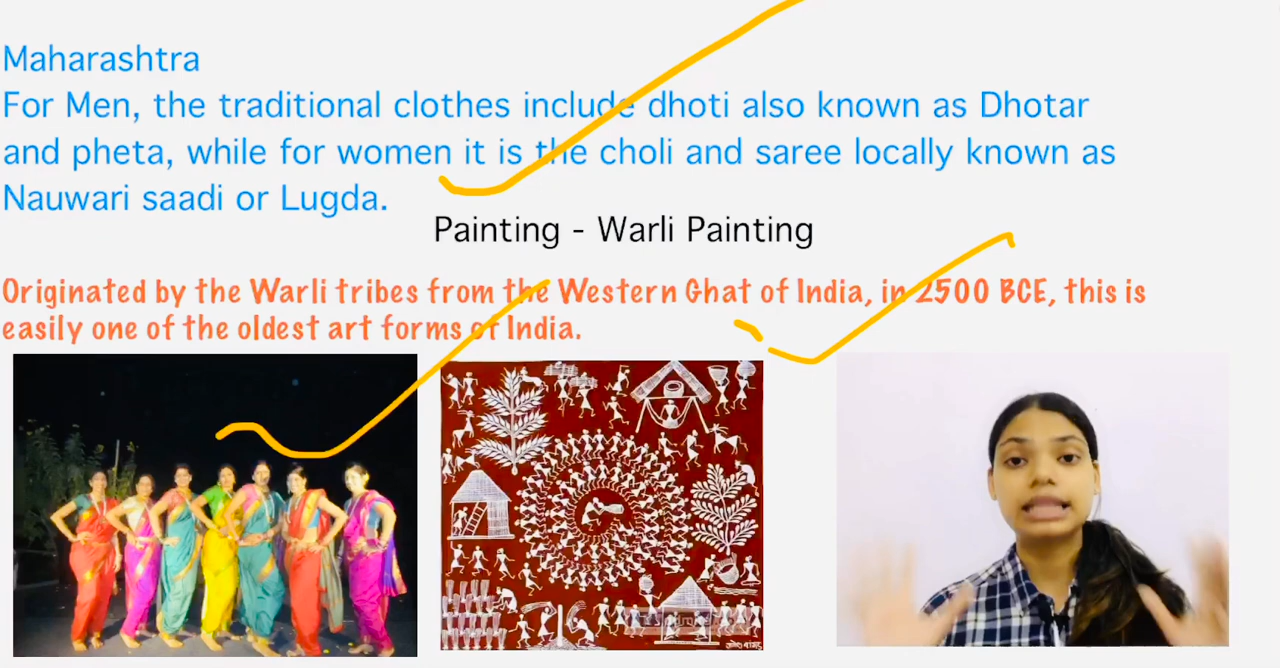 Maharashtra
For Men, the traditional clothes include dhoti also known as Dhotar
and pheta, while for women it is the choli and saree locally known as
Nauwari saadi or Lugda.
Painting - Warli Painting
Originated by the Warli tribes from the Western Ghat of India, in 2500 BCE, this is
easily one of the oldest art forms of India.